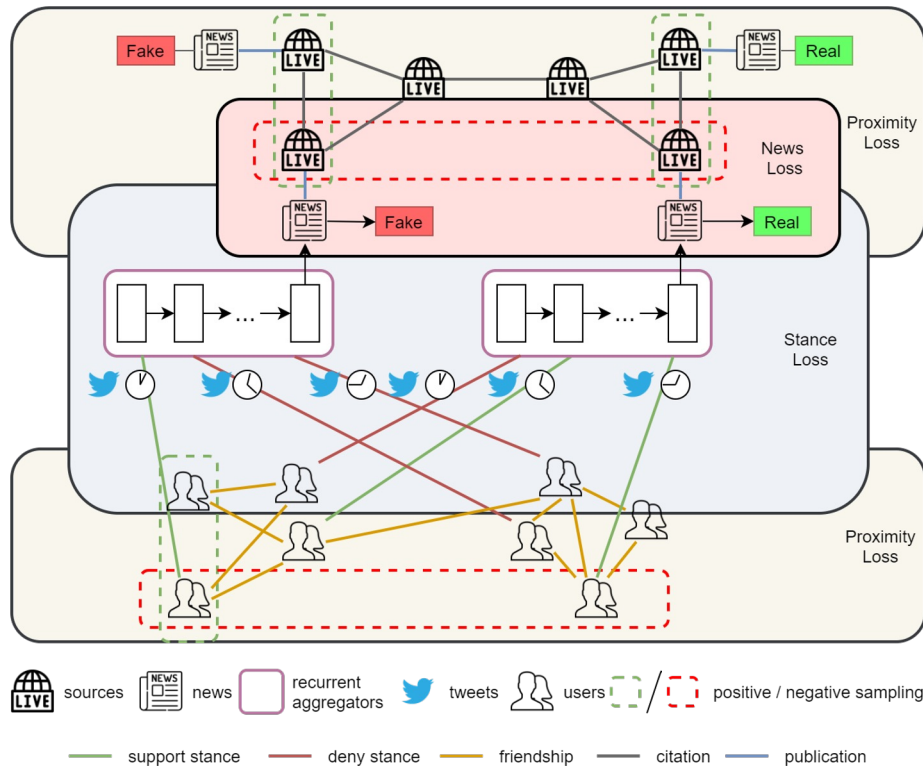 NEWS
NEWS
Fake
LIVE
LIVE
Real
LIVE
LIVE
Proximity
Loss
News
Loss
LIVE
LIVE
NEWS
NEWS
Fake
Real
...
...
Stance
Loss
Proximity
Loss
LIVE
sources
NEWS
news
recurrent
aggregators
tweets
users
/
positive / negative sampling
support stance
deny stance
friendship
citation
publication